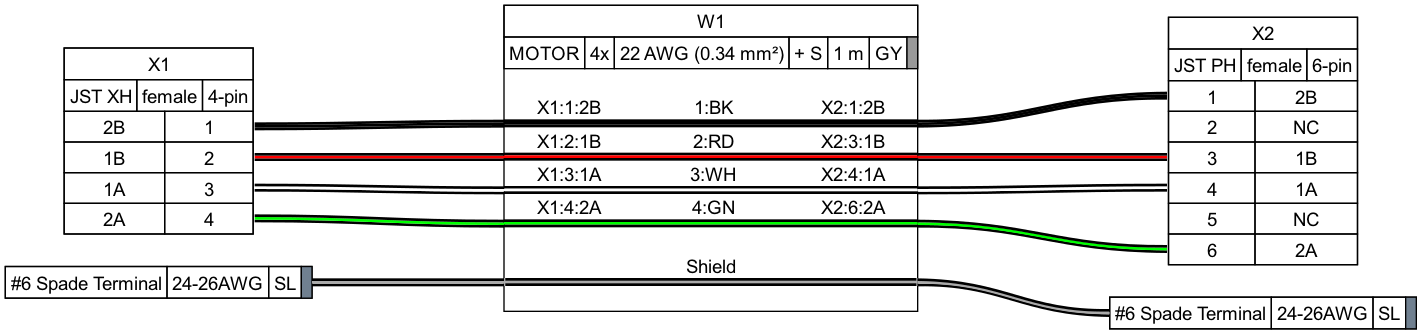 X1
JST XH female 4-pin
2B 1
1B 2
1A 3
2A 4
#6 Spade Terminal 24-26AWG SL
W1
MOTOR 4x 22 AWG (0.34 mm²) + S 1 m GY
X1:1:2B 1:BK X2:1:2B
X1:2:1B 2:RD X2:3:1B
X1:3:1A 3:WH X2:4:1A
X1:4:2A 4:GN X2:6:2A
Shield
X2
JST PH female 6-pin
1 2B
2 NC
3 1B
4 1A
5 NC
6 2A
#6 Spade Terminal 24-26AWG SL